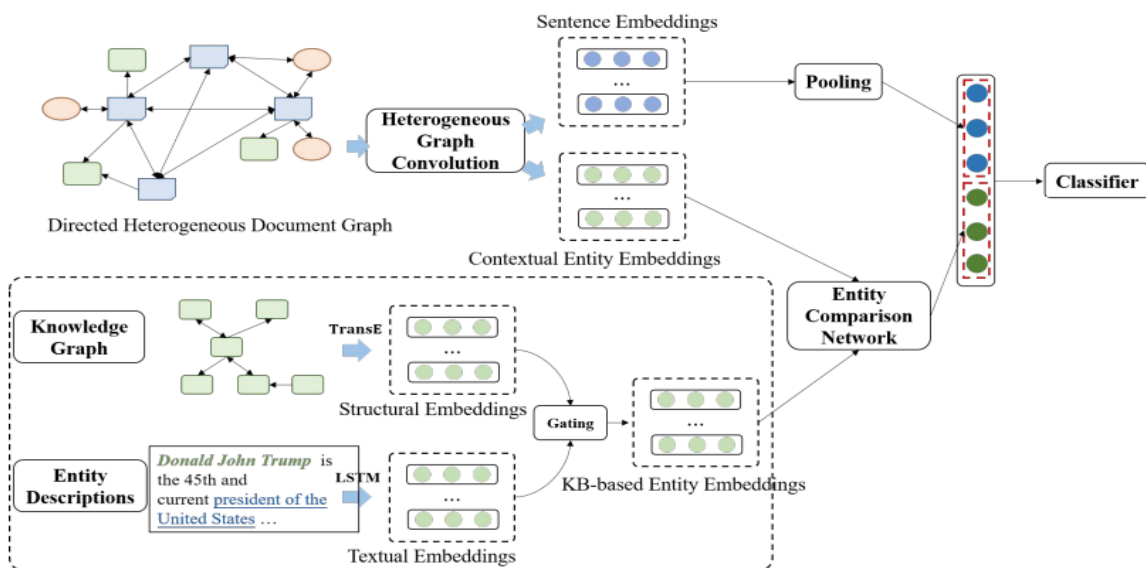 Sentence Embeddings
...
Pooling
Heterogeneous
Graph
Convolution
...
Classifier
Directed Heterogeneous Document Graph
Contextual Entity Embeddings
Knowledge
Graph
TransE
...
Structural Embeddings
Entity
Comparison
Network
Gating
...
KB-based Entity Embeddings
Entity
Descriptions
Donald John Trump is
the 45th and
current president of the
United States ...
LSTM
...
Textual Embeddings